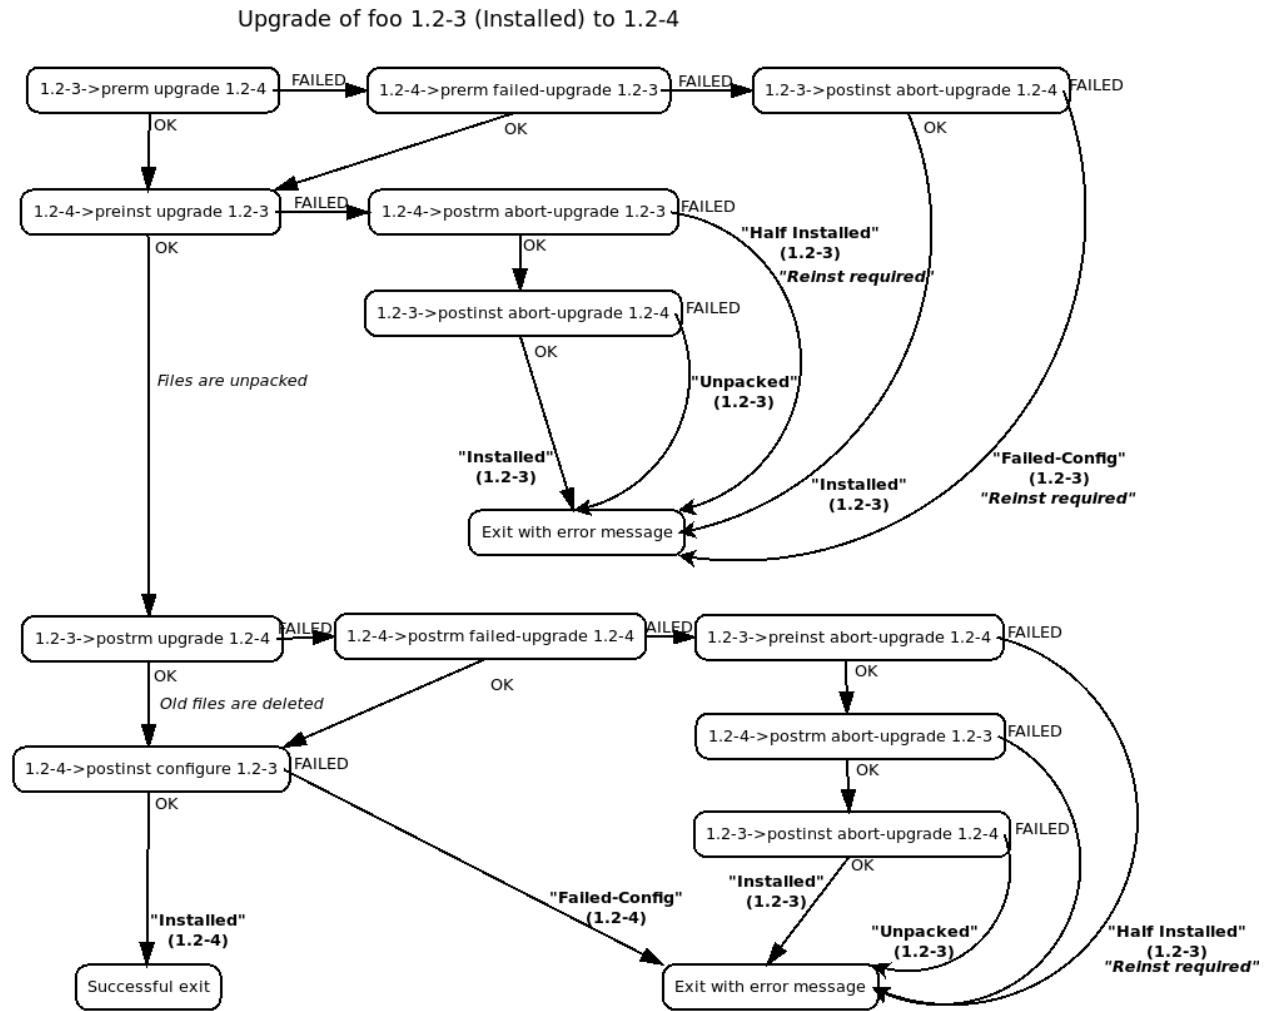 Upgrade of foo 1.2-3 (Installed) to 1.2-4
1.2-3->prerm upgrade 1.2-4
FAILED
1.2-4->prerm failed-upgrade 1.2-3
FAILED
1.2-3->postinst abort-upgrade 1.2-4
FAILED
OK
OK
OK
1.2-4->preinst upgrade 1.2-3
FAILED
1.2-4->postrm abort-upgrade 1.2-3
FAILED
"Half Installed"
(1.2-3)
"Reinst required"
OK
OK
1.2-3->postinst abort-upgrade 1.2-4
FAILED
OK
Files are unpacked
"Unpacked"
(1.2-3)
"Installed"
(1.2-3)
"Installed"
(1.2-3)
"Failed-Config"
(1.2-3)
"Reinst required"
Exit with error message
1.2-3->postrm upgrade 1.2-4
FAILED
1.2-4->postrm failed-upgrade 1.2-4
FAILED
1.2-3->preinst abort-upgrade 1.2-4
FAILED
OK
OK
OK
Old files are deleted
1.2-4->postrm abort-upgrade 1.2-3
FAILED
1.2-4->postinst configure 1.2-3
FAILED
OK
OK
1.2-3->postinst abort-upgrade 1.2-4
FAILED
OK
"Installed"
(1.2-3)
"Failed-Config"
(1.2-4)
"Installed"
(1.2-4)
"Unpacked"
(1.2-3)
"Half Installed"
(1.2-3)
"Reinst required"
Successful exit
Exit with error message